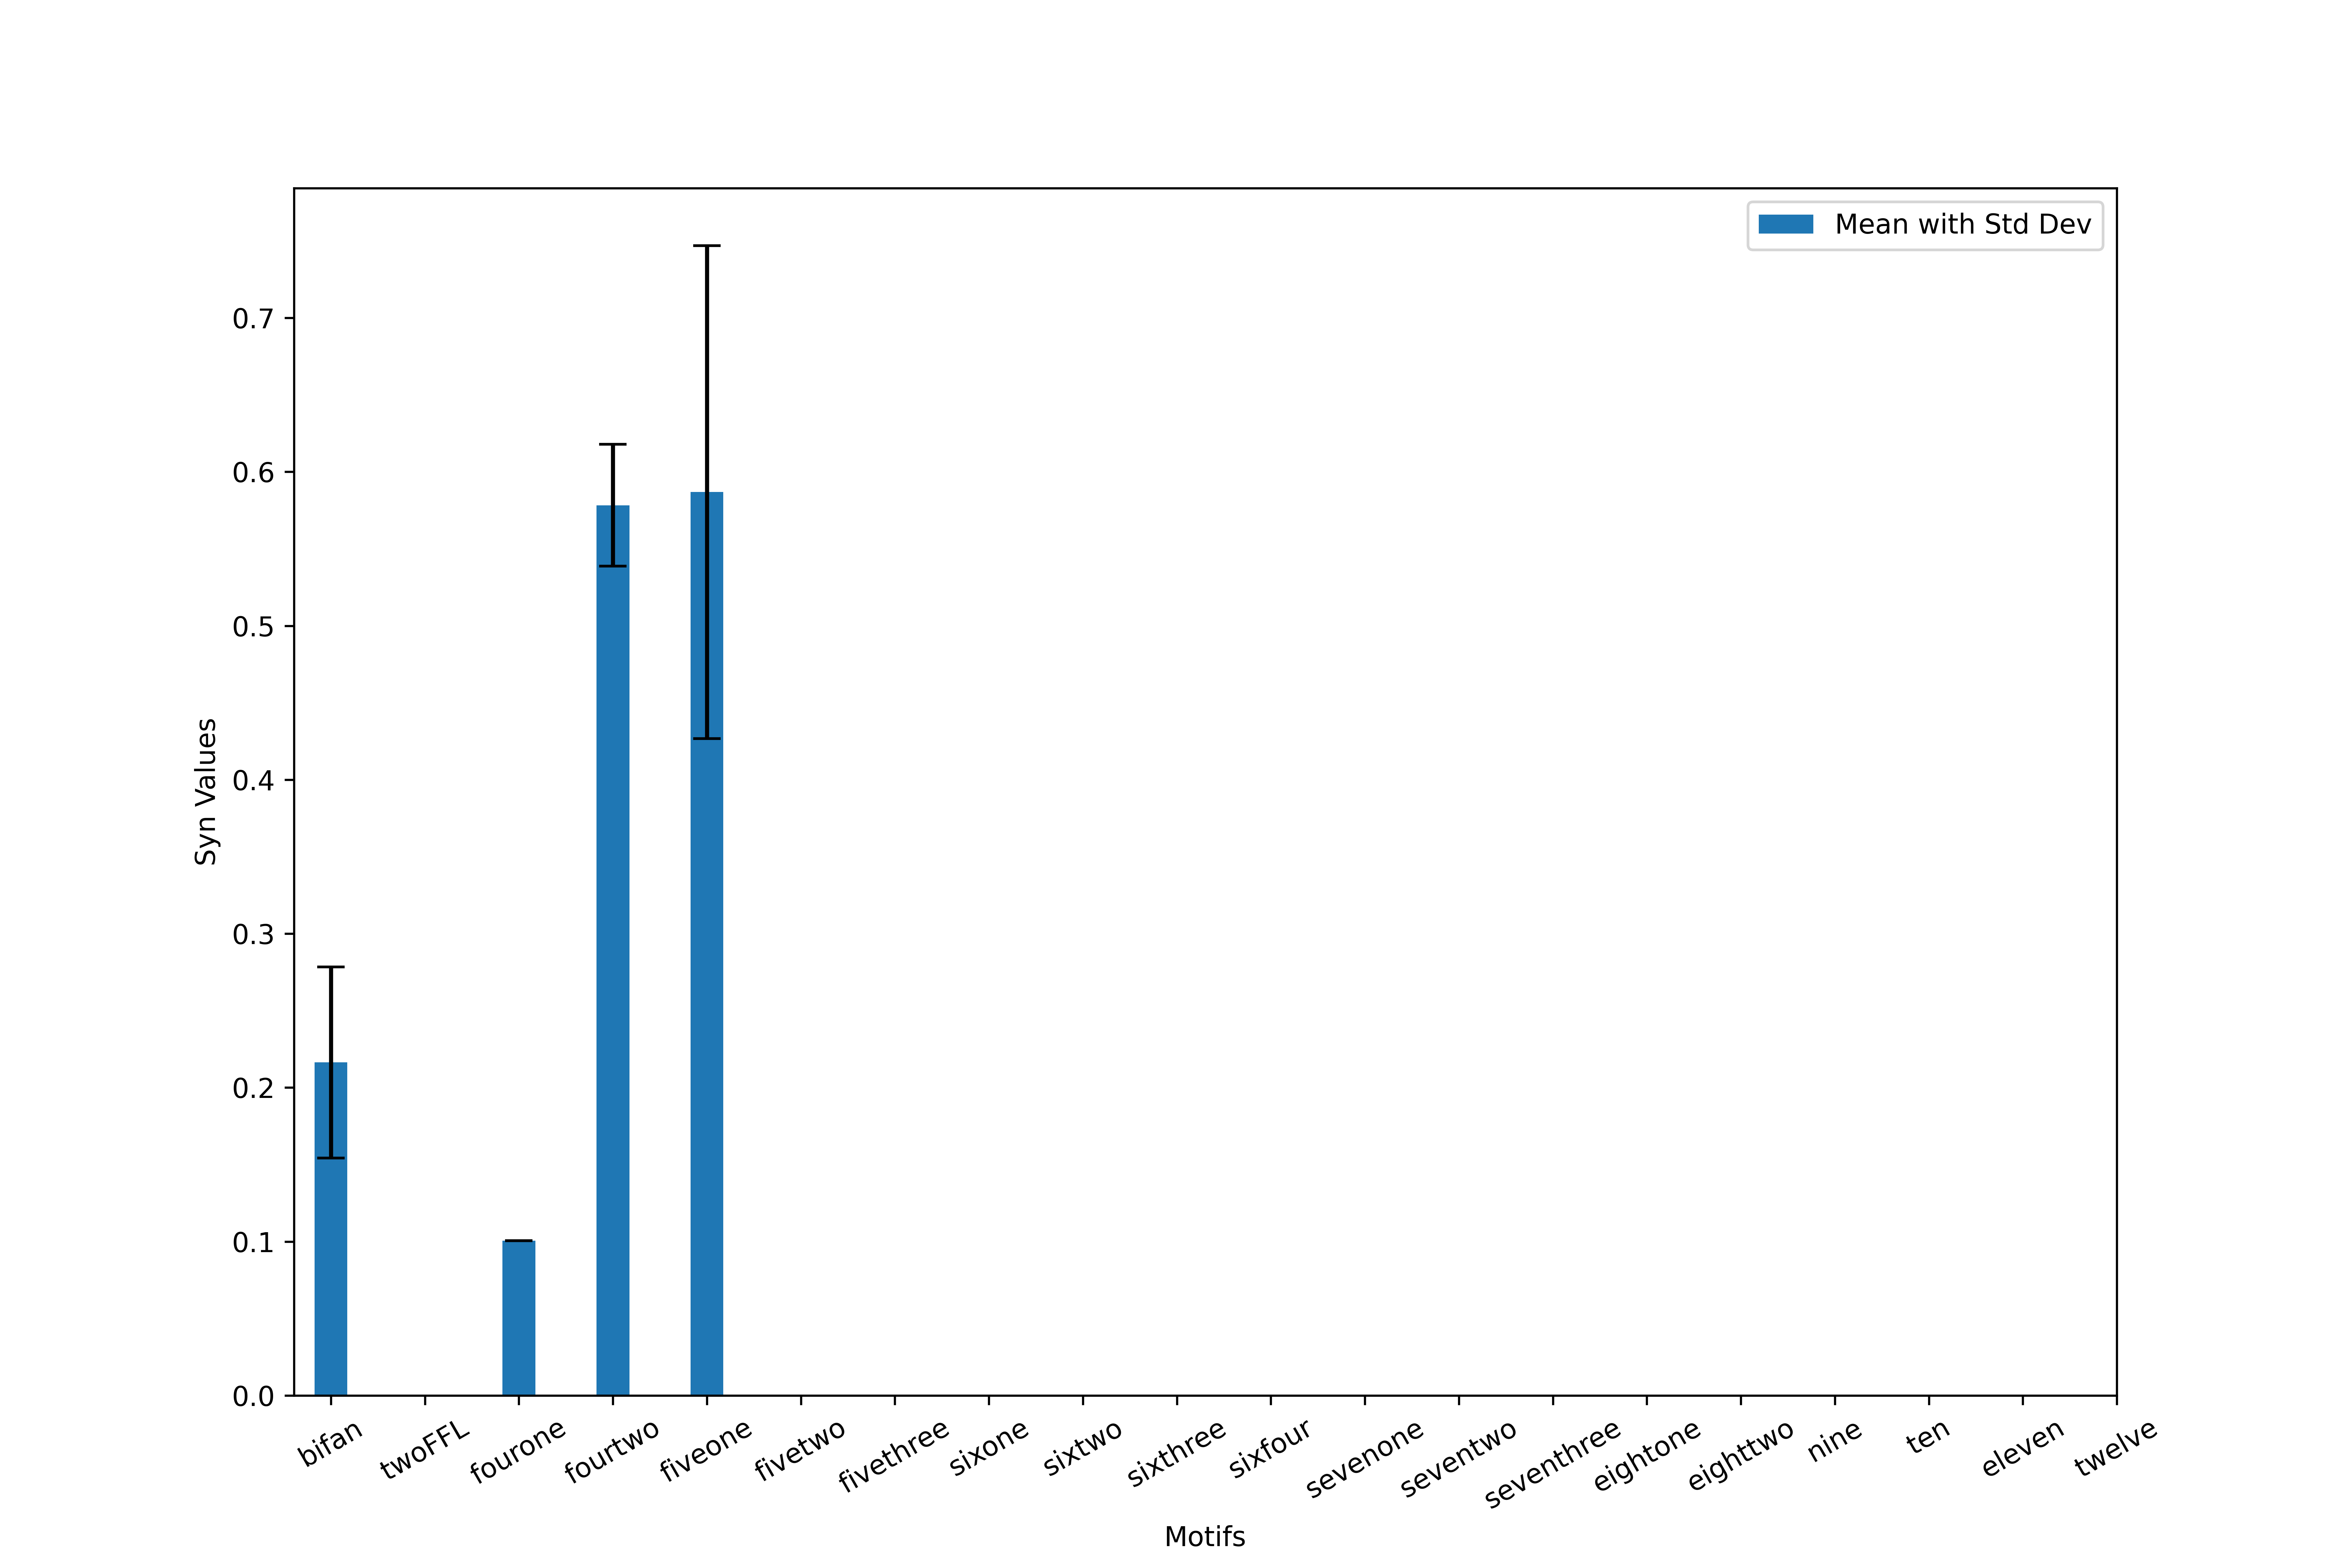 Mean with Std Dev
0.7
0.6
0.5
0.4
0.3
0.2
0.1
0.0
Syn Values
bifan
twoFFL
fourone
fourtwo
fiveone
fivetwo
fivethree
sixone
sixtwo
sixthree
sixfour
sevenone
seventwo
seventhree
eightone
eighttwo
nine
ten
eleven
twelve
Motifs